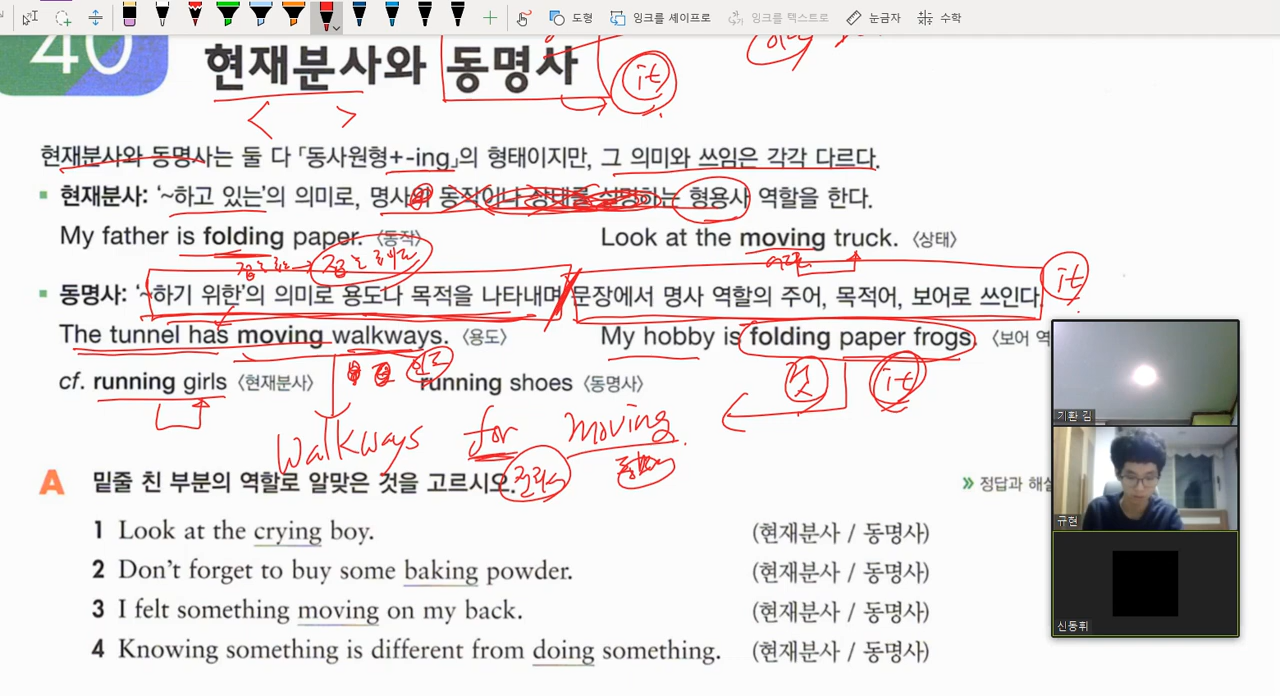 도형 잉크를 셰이프로 잉크를 텍스트로 눈금자 수학
40 현재분사와 동명사
it
< >
현재분사와 동명사는 둘 다 「동사원형+-ing」의 형태이지만, 그 의미와 쓰임은 각각 다르다.
현재분사: '~하고 있는'의 의미로, 명사의 동작이나 상태를 설명하는 형용사 역할을 한다.
My father is folding paper. 〈동작〉 Look at the moving truck. 〈상태〉
it
동명사: '~하기 위한'의 의미로 용도나 목적을 나타내며 문장에서 명사 역할의 주어, 목적어, 보어로 쓰인다.
The tunnel has moving walkways. 〈용도〉 My hobby is folding paper frogs. 〈보어 역
것 it
cf. running girls 〈현재분사〉 running shoes 〈동명사〉
walkways for moving
A 밑줄 친 부분의 역할로 알맞은 것을 고르시오. » 정답과 해설
1 Look at the crying boy. (현재분사 / 동명사)
2 Don't forget to buy some baking powder. (현재분사 / 동명사)
3 I felt something moving on my back. (현재분사 / 동명사)
4 Knowing something is different from doing something. (현재분사 / 동명사)
기환 김
규현
신동휘